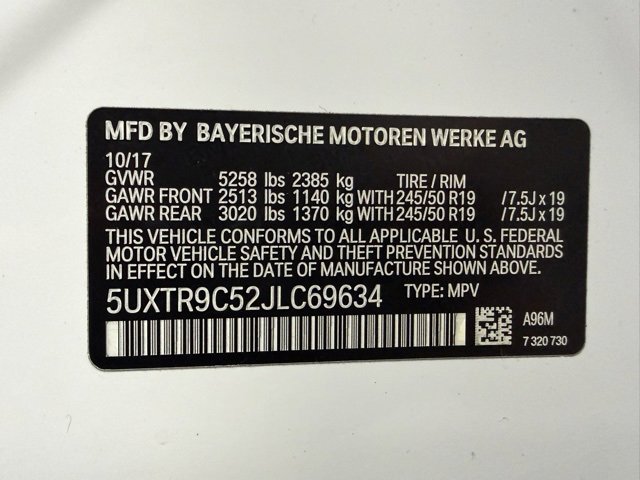 MFD BY BAYERISCHE MOTOREN WERKE AG
10/17
GVWR 5258 lbs 2385 kg TIRE / RIM
GAWR FRONT 2513 lbs 1140 kg WITH 245/50 R19 / 7.5J x 19
GAWR REAR 3020 lbs 1370 kg WITH 245/50 R19 / 7.5J x 19
THIS VEHICLE CONFORMS TO ALL APPLICABLE U. S. FEDERAL
MOTOR VEHICLE SAFETY AND THEFT PREVENTION STANDARDS
IN EFFECT ON THE DATE OF MANUFACTURE SHOWN ABOVE.
5UXTR9C52JLC69634 TYPE: MPV
A96M
7 320 730